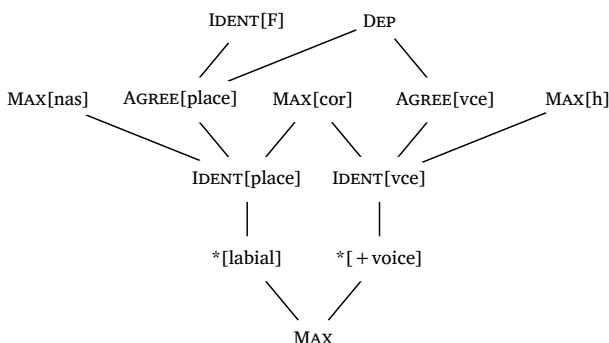 IDENT[F] DEP
MAX[nas] AGREE[place] MAX[cor] AGREE[vce] MAX[h]
IDENT[place] IDENT[vce]
*[labial] *[+voice]
MAX